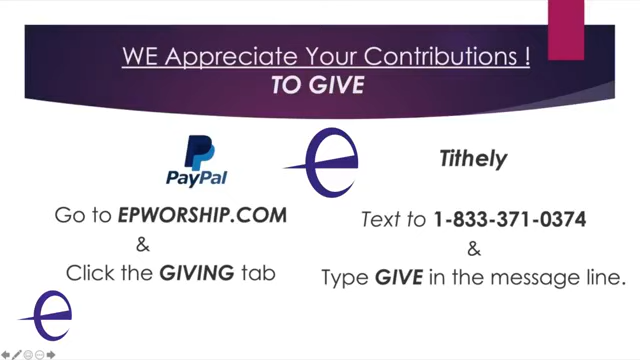 WE Appreciate Your Contributions !
TO GIVE
PayPal
Go to EPWORSHIP.COM
&
Click the GIVING tab
e
Tithely
Text to 1-833-371-0374
&
Type GIVE in the message line.
e